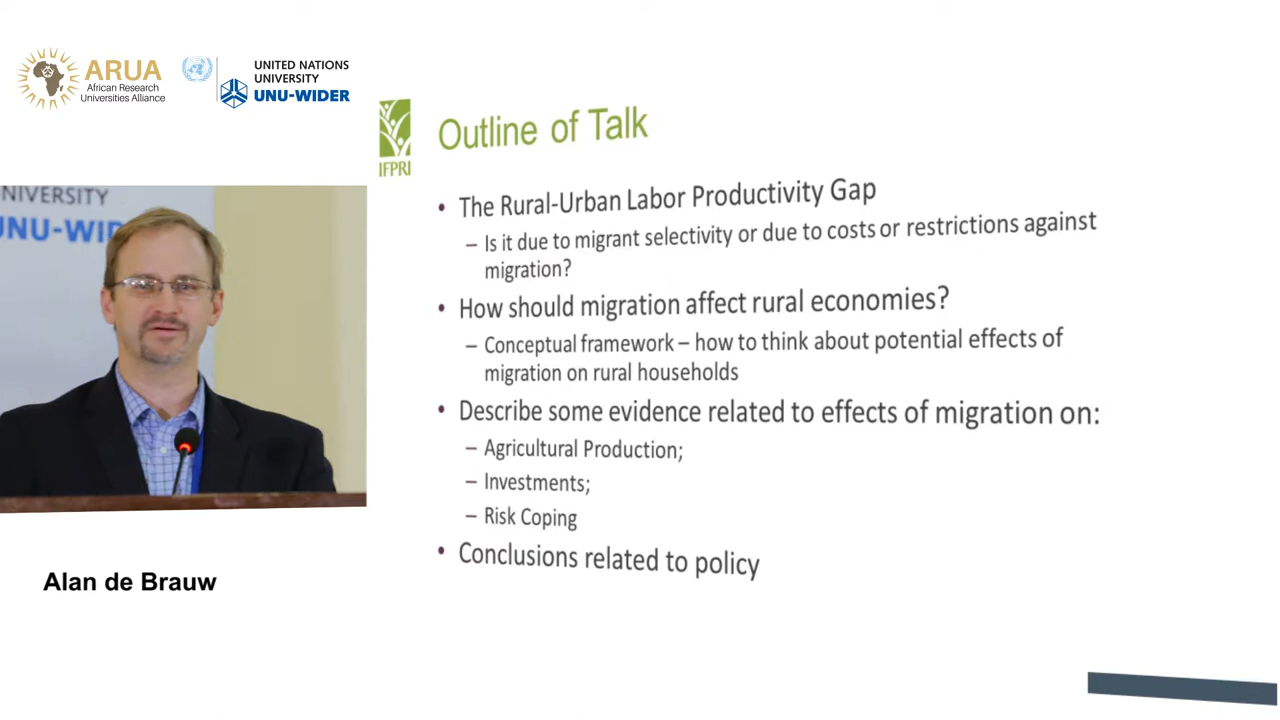 ARUA
African Research
Universities Alliance
UNITED NATIONS
UNIVERSITY
UNU-WIDER
IFPRI
Outline of Talk
• The Rural-Urban Labor Productivity Gap
– Is it due to migrant selectivity or due to costs or restrictions against
migration?
• How should migration affect rural economies?
– Conceptual framework – how to think about potential effects of
migration on rural households
• Describe some evidence related to effects of migration on:
– Agricultural Production;
– Investments;
– Risk Coping
• Conclusions related to policy
NIVERSITY
UNU-WID
Alan de Brauw